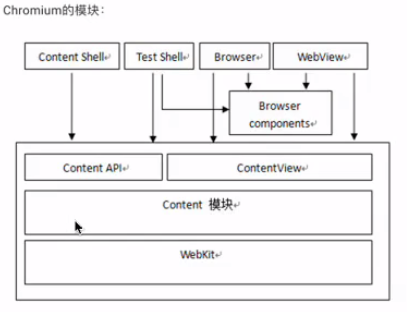 Chromium的模块：
Content Shell
Test Shell
Browser
WebView
Browser
components
Content API
ContentView
Content 模块
WebKit